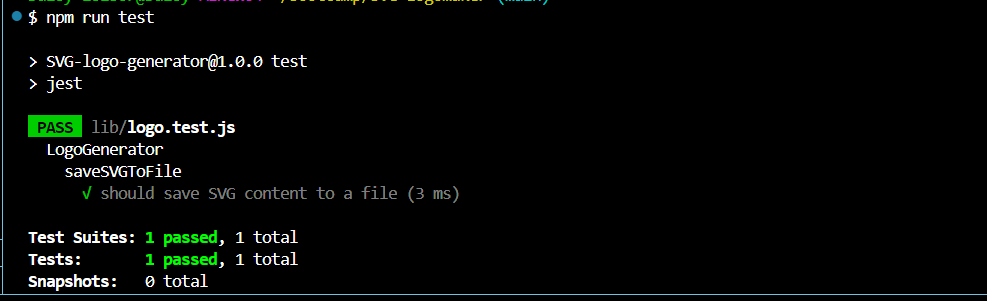 $ npm run test
> SVG-logo-generator@1.0.0 test
> jest
PASS lib/logo.test.js
LogoGenerator
saveSVGToFile
√ should save SVG content to a file (3 ms)
Test Suites: 1 passed, 1 total
Tests: 1 passed, 1 total
Snapshots: 0 total